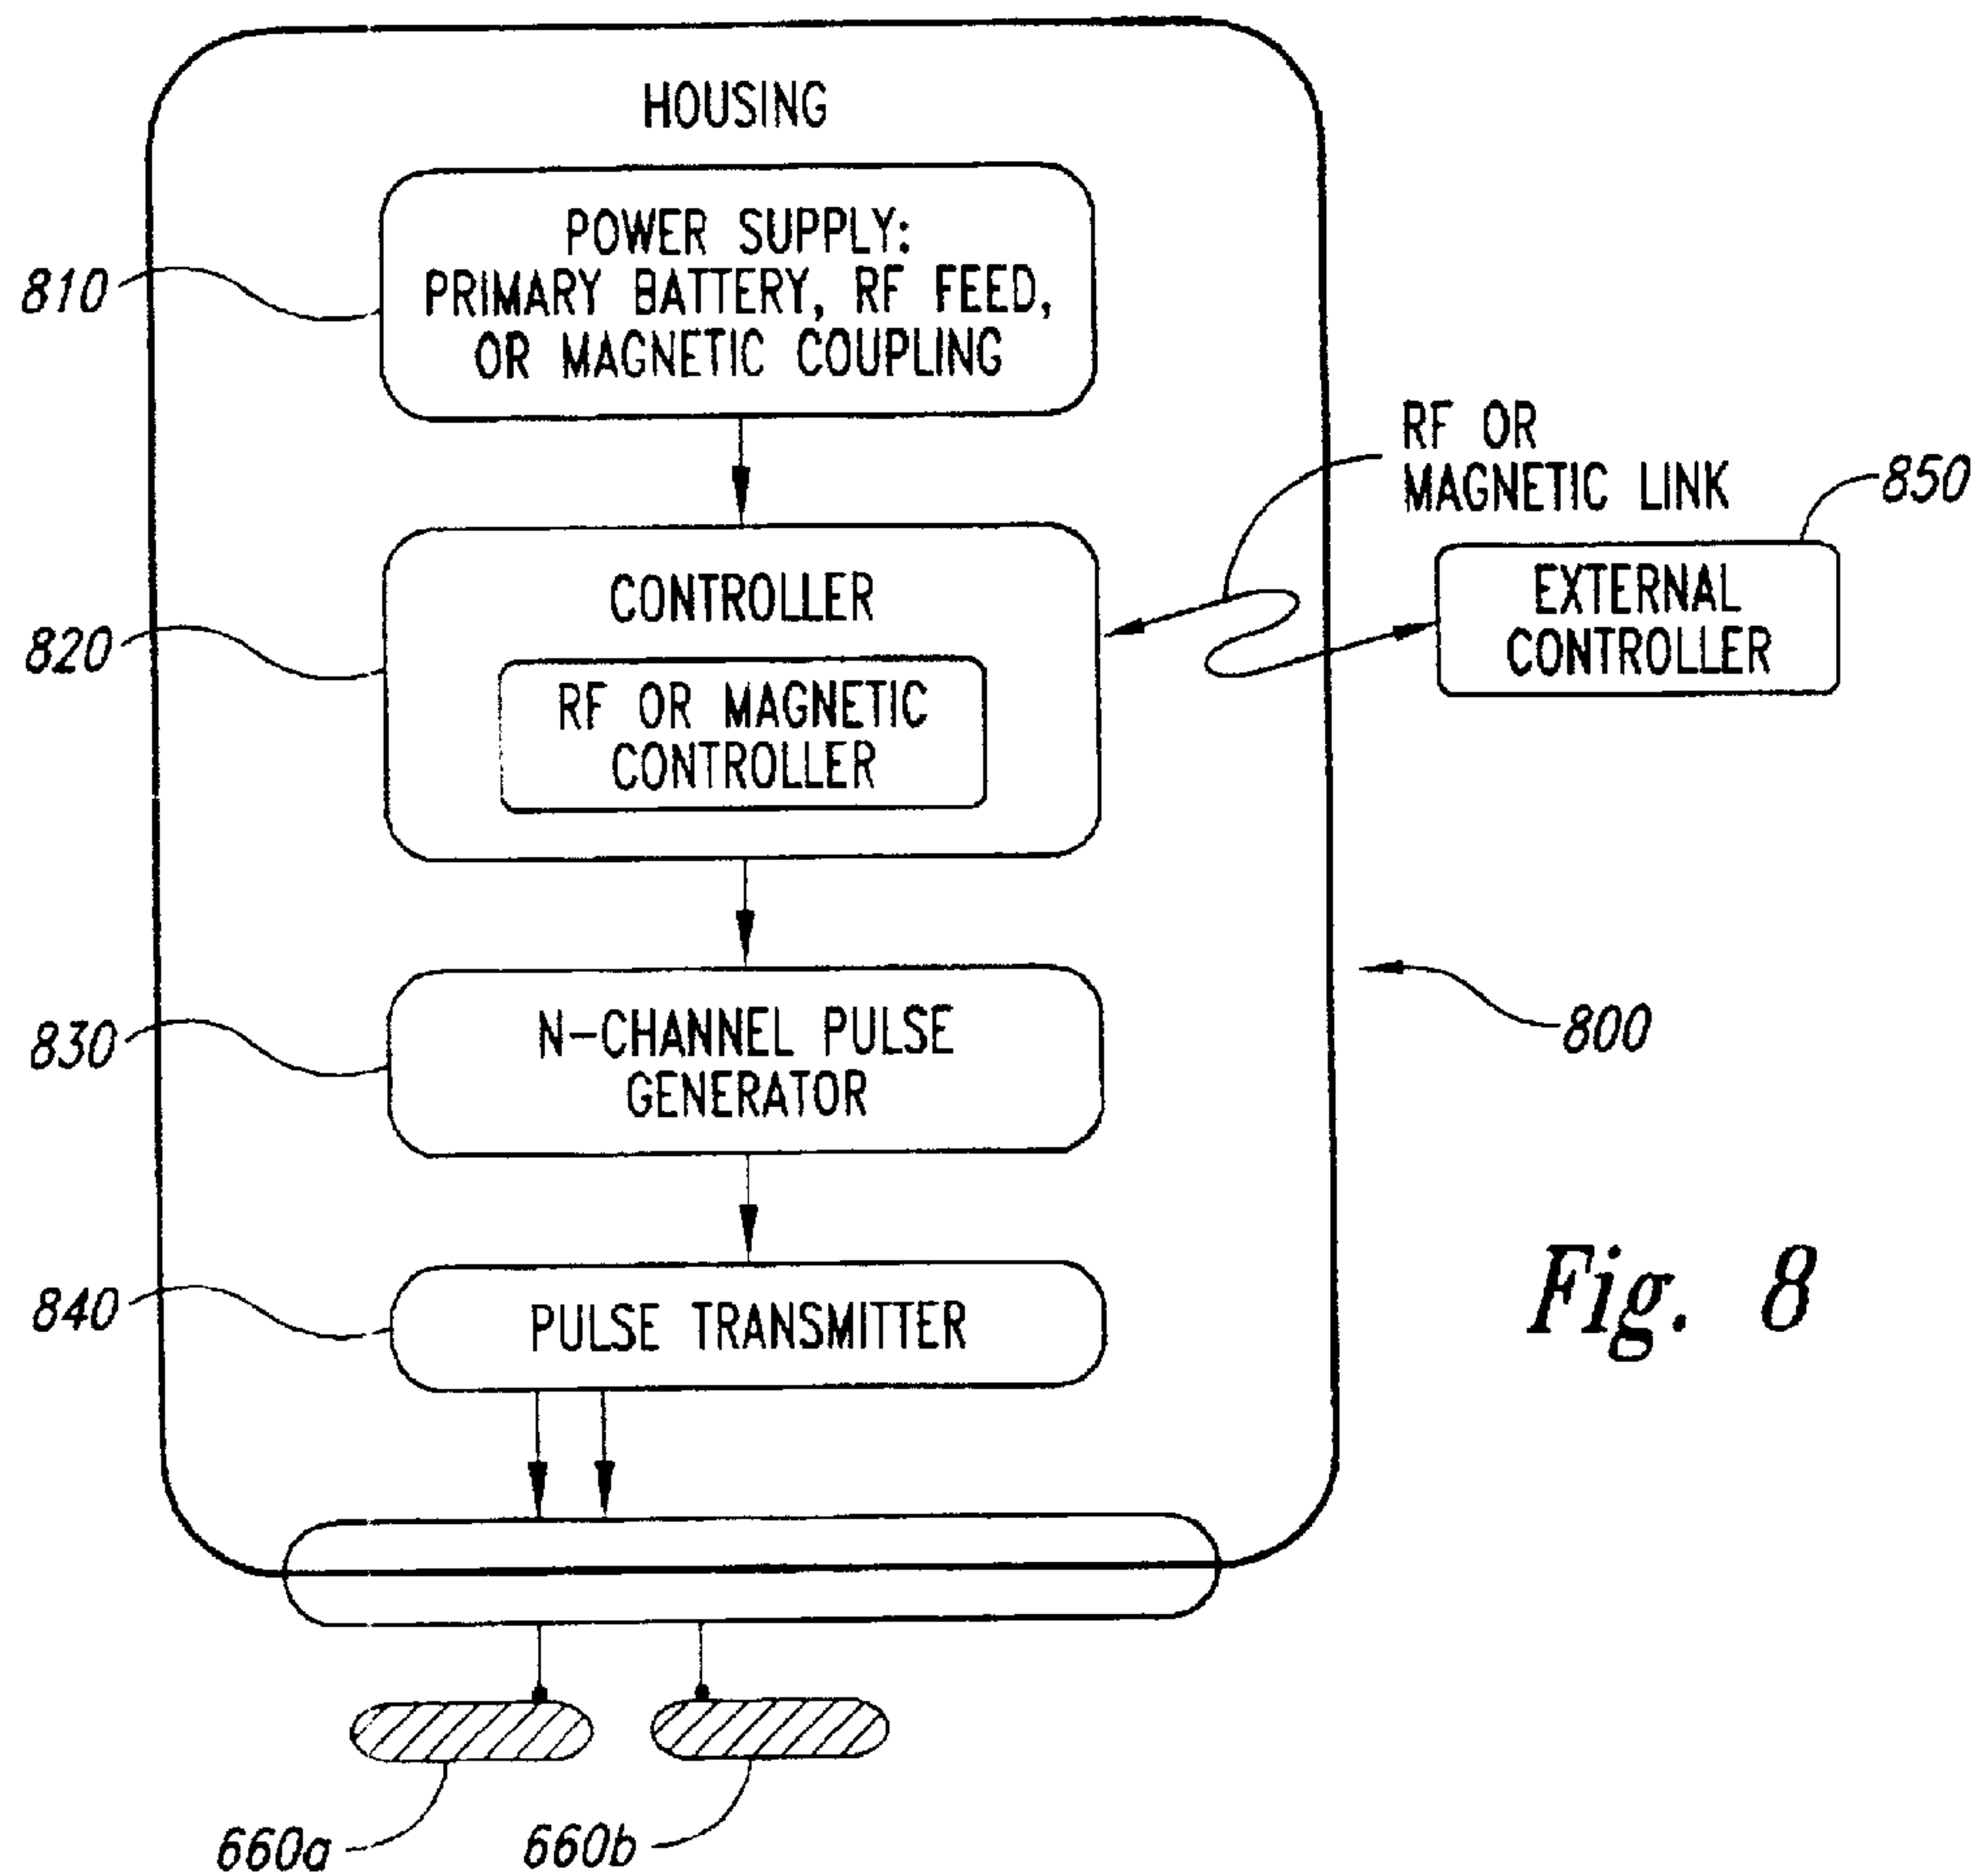 HOUSING
810
POWER SUPPLY:
PRIMARY BATTERY, RF FEED,
OR MAGNETIC COUPLING
RF OR
MAGNETIC LINK
850
EXTERNAL
CONTROLLER
820
CONTROLLER
RF OR MAGNETIC
CONTROLLER
830
N-CHANNEL PULSE
GENERATOR
800
840
PULSE TRANSMITTER
Fig. 8
660a
660b